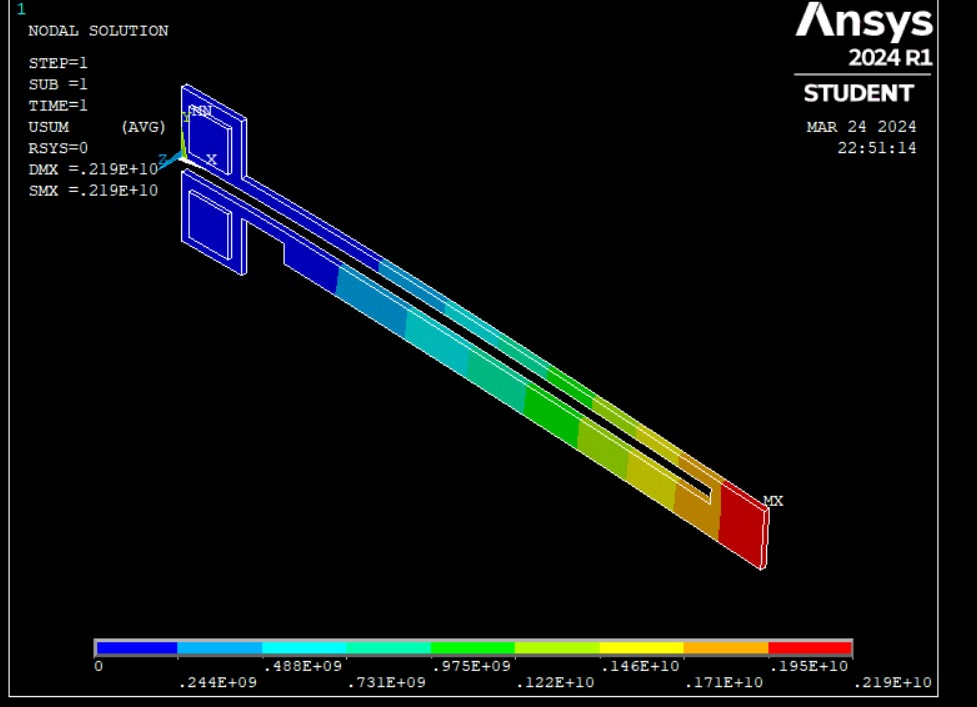 1
NODAL SOLUTION
STEP=1
SUB =1
TIME=1
USUM (AVG)
RSYS=0
DMX =.219E+10
SMX =.219E+10
Ansys
2024 R1
STUDENT
MAR 24 2024
22:51:14
MN
Y
Z X
MX
0 .488E+09 .975E+09 .146E+10 .195E+10
.244E+09 .731E+09 .122E+10 .171E+10 .219E+10